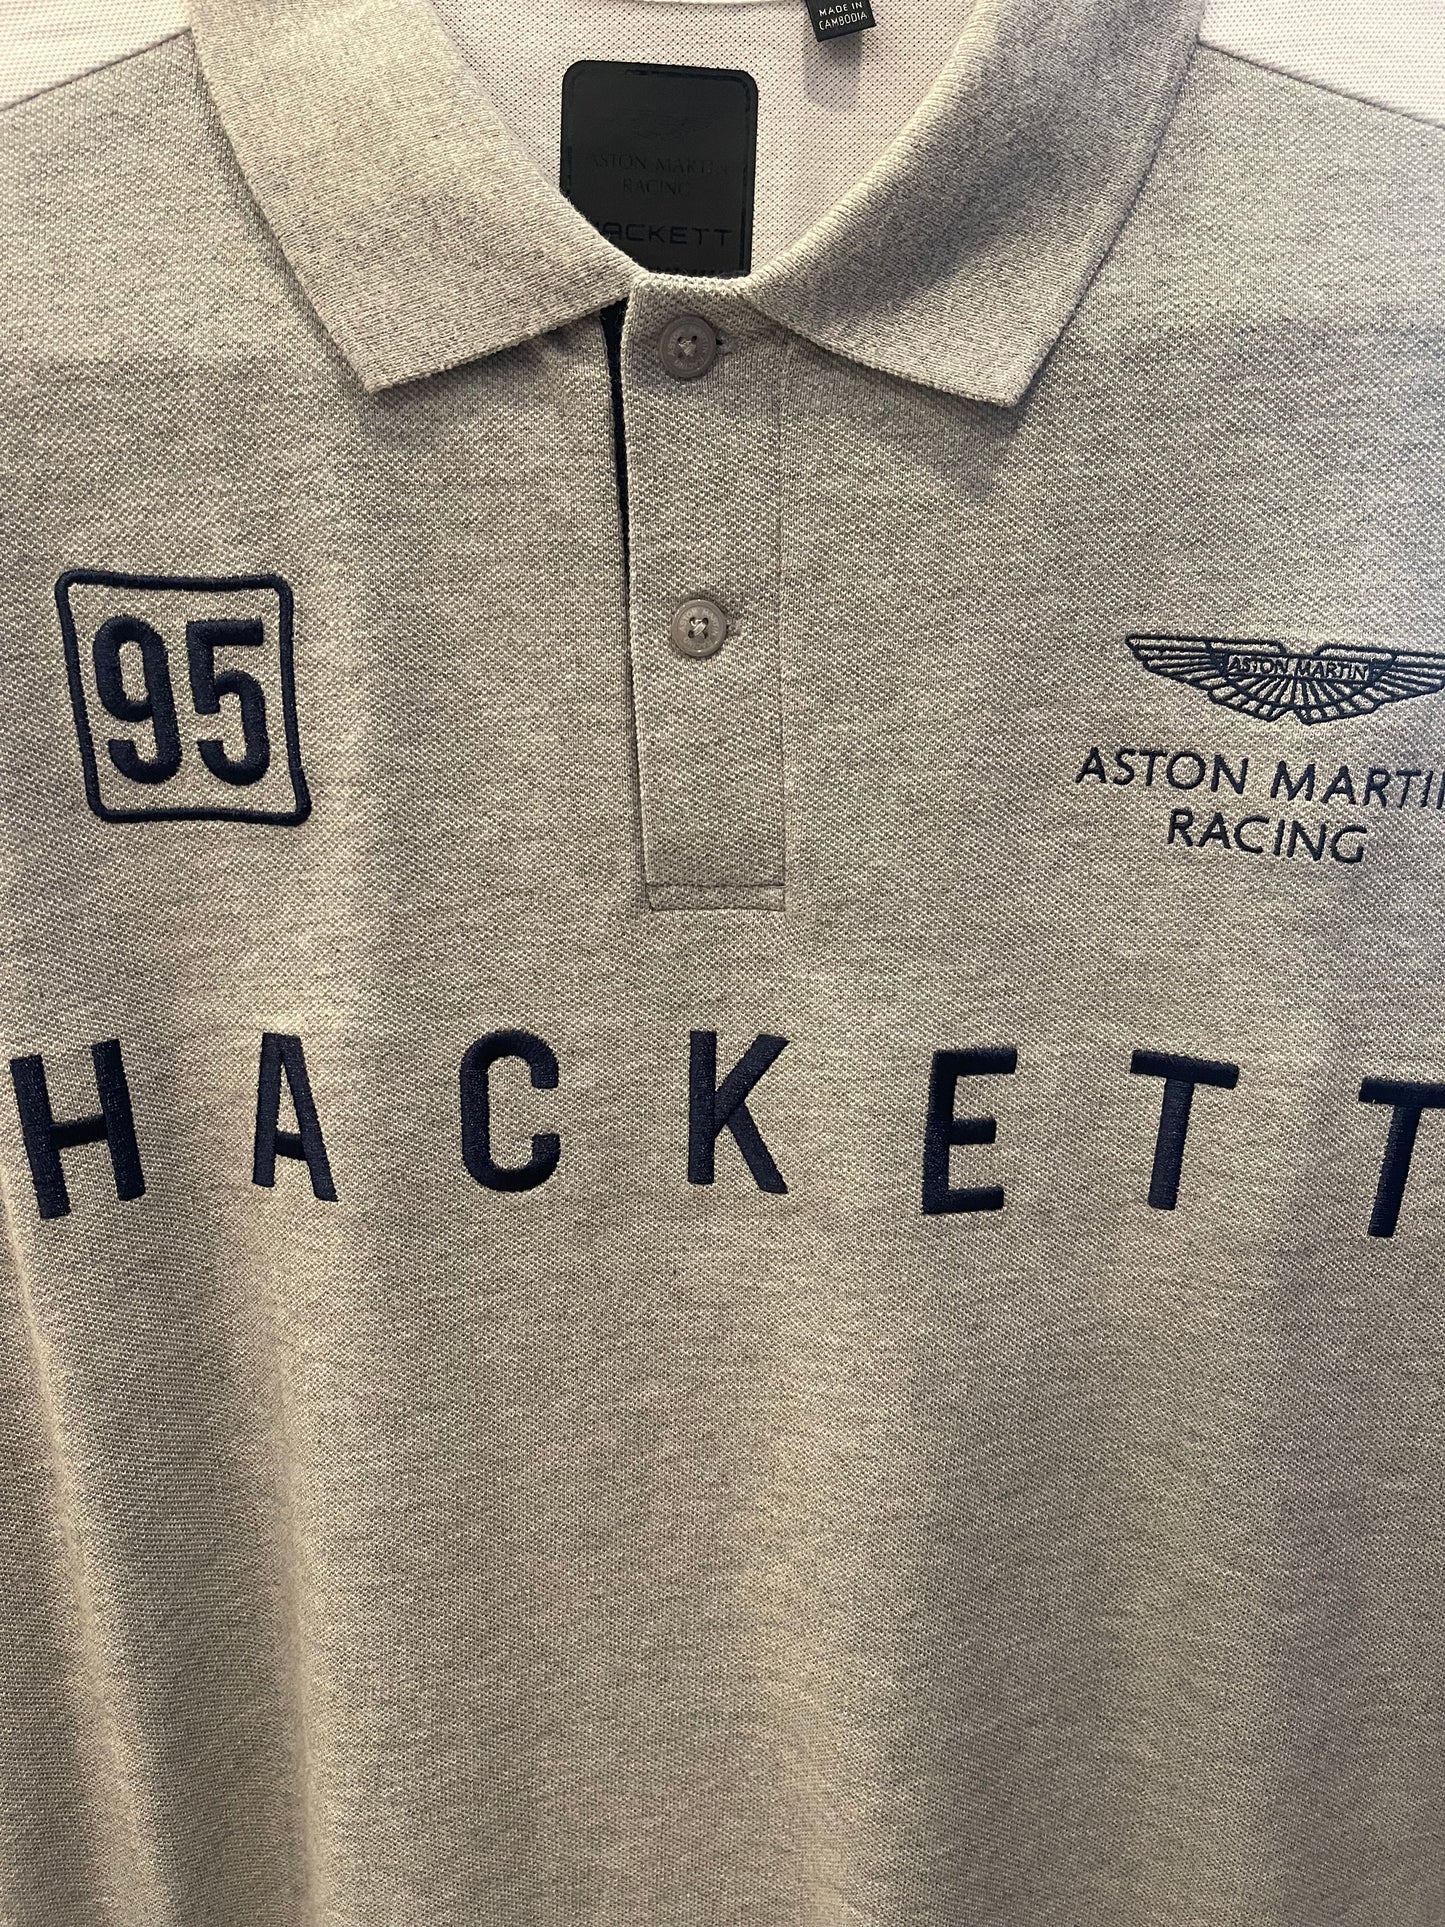 MADE IN
CAMBODIA
ASTON MARTIN
RACING
HACKETT
95
ASTON MARTIN
ASTON MARTIN
RACING
HACKETT